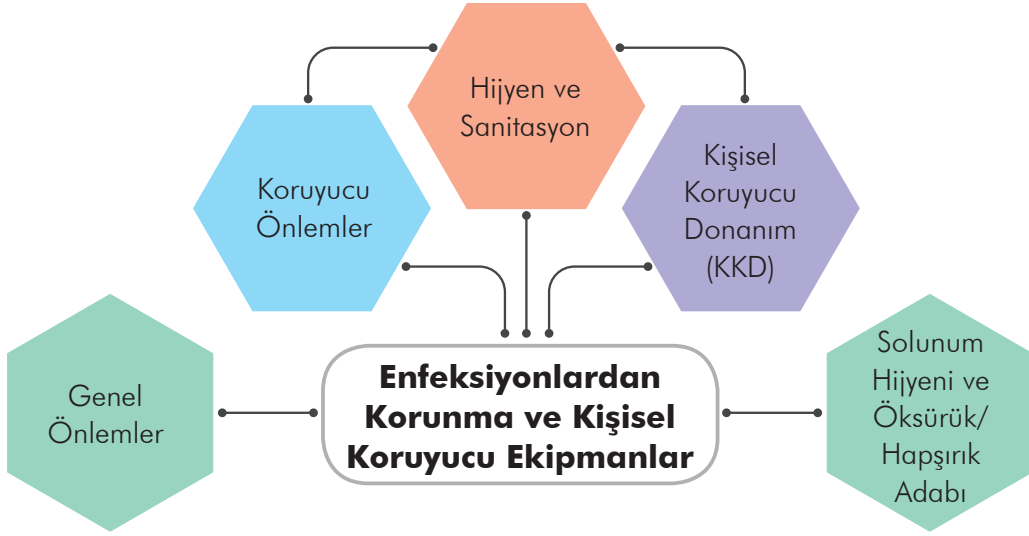 Hijyen ve
Sanitasyon
Koruyucu
Önlemler
Kişisel
Koruyucu
Donanım
(KKD)
Genel
Önlemler
Enfeksiyonlardan
Korunma ve Kişisel
Koruyucu Ekipmanlar
Solunum
Hijyeni ve
Öksürük/
Hapşırık
Adabı